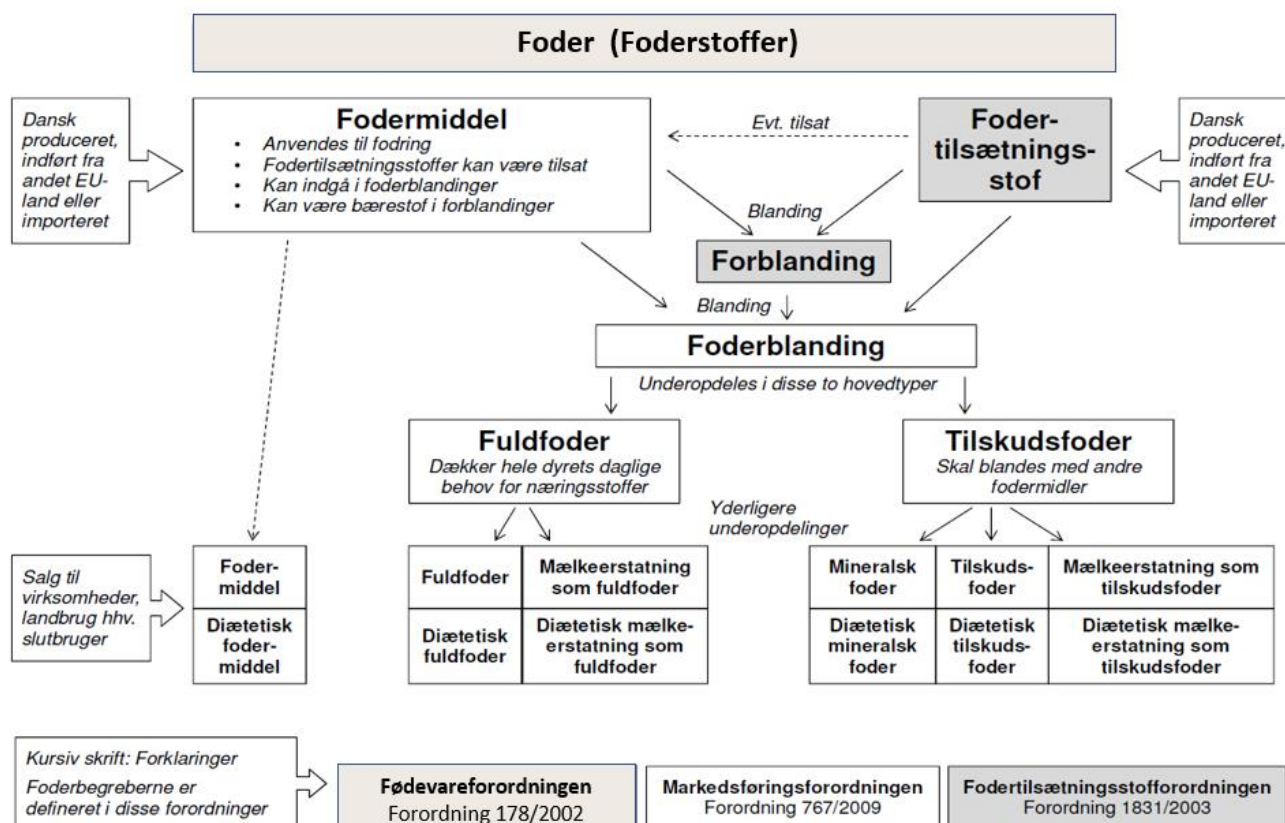 Foder (Foderstoffer)
Dansk
produceret,
indført fra
andet EU-
land eller
importeret
Fodermiddel
• Anvendes til fodring
• Fodertilsætningsstoffer kan være tilsat
• Kan indgå i foderblandinger
• Kan være bærestof i forblandinger
Evt. tilsat
Foder-
tilsætnings-
stof
Dansk
produceret,
indført fra
andet EU-
land eller
importeret
Blanding
Forblanding
Blanding
Foderblanding
Underopdeles i disse to hovedtyper
Fuldfoder
Dækker hele dyrets daglige
behov for næringsstoffer
Tilskudsfoder
Skal blandes med andre
fodermidler
Yderligere
underopdelinger
Salg til
virksomheder,
landbrug hhv.
slutbruger
Foder-
middel
Diætetisk
foder-
middel
Fuldfoder
Mælkeerstatning
som fuldfoder
Diætetisk
fuldfoder
Diætetisk mælke-
erstatning som
fuldfoder
Mineralsk
foder
Tilskuds-
foder
Mælkeerstatning som
tilskudsfoder
Diætetisk
mineralsk
foder
Diætetisk
tilskuds-
foder
Diætetisk mælke-
erstatning som
tilskudsfoder
Kursiv skrift: Forklaringer
Foderbegreberne er
defineret i disse forordninger
Fødevareforordningen
Forordning 178/2002
Markedsføringsforordningen
Forordning 767/2009
Fodertilsætningsstofforordningen
Forordning 1831/2003